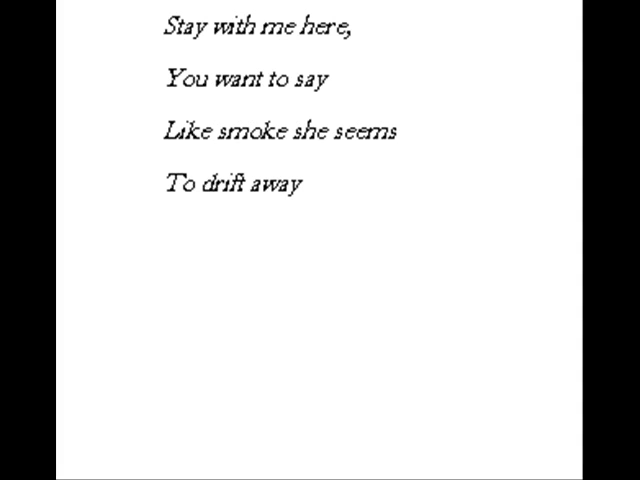 Stay with me here,
You want to say
Like smoke she seems
To drift away